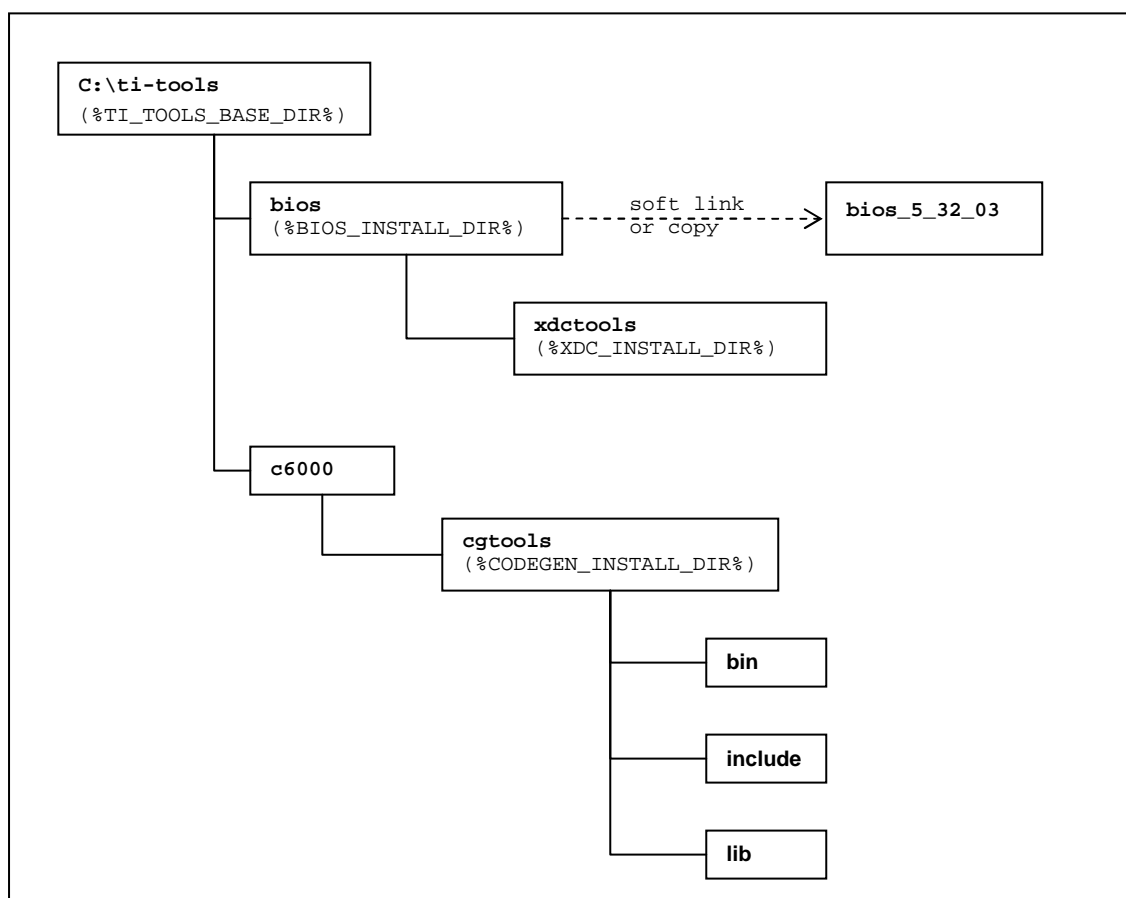 C:\ti-tools
(%TI_TOOLS_BASE_DIR%)
bios
(%BIOS_INSTALL_DIR%)
soft link
or copy
bios_5_32_03
xdctools
(%XDC_INSTALL_DIR%)
c6000
cgtools
(%CODEGEN_INSTALL_DIR%)
bin
include
lib